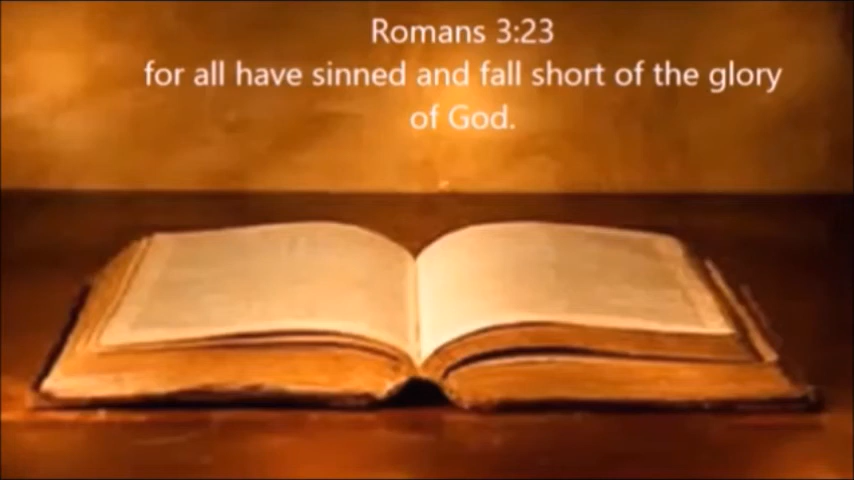 Romans 3:23
for all have sinned and fall short of the glory
of God.